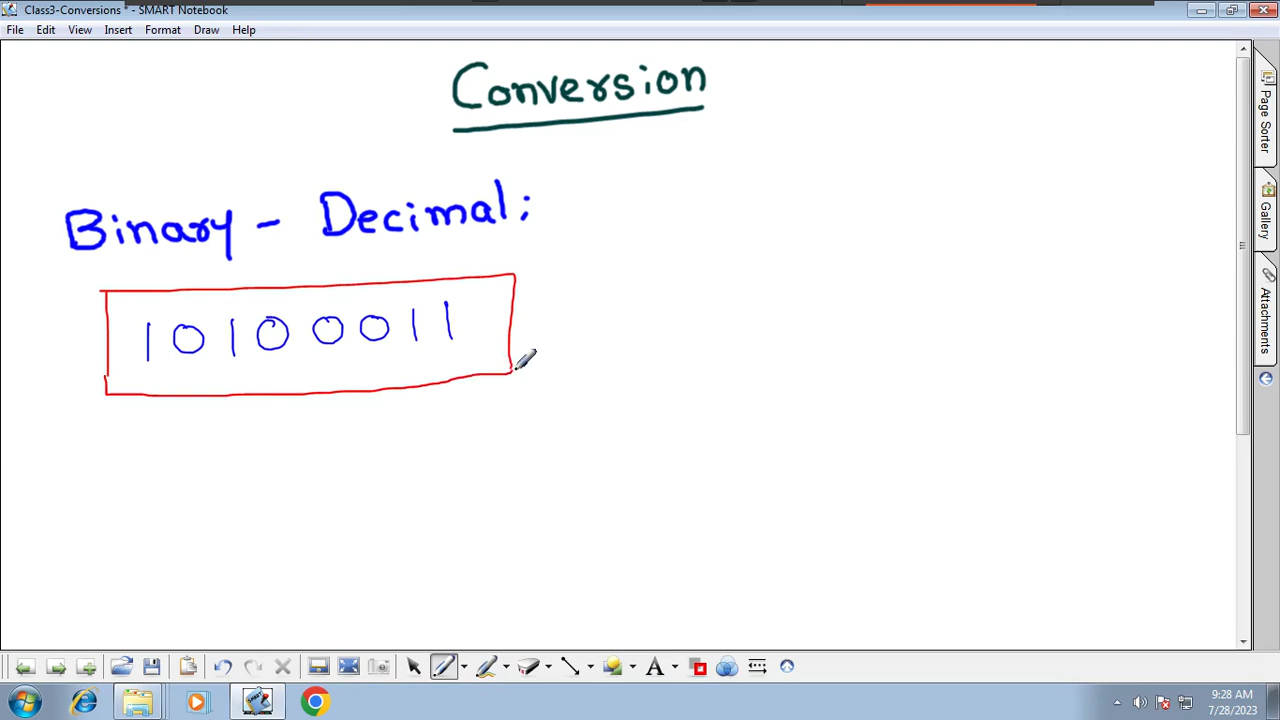 Class3-Conversions * - SMART Notebook
File Edit View Insert Format Draw Help
Conversion
Binary - Decimal:
10100011
Page Sorter
Gallery
Attachments
A
9:28 AM
7/28/2023